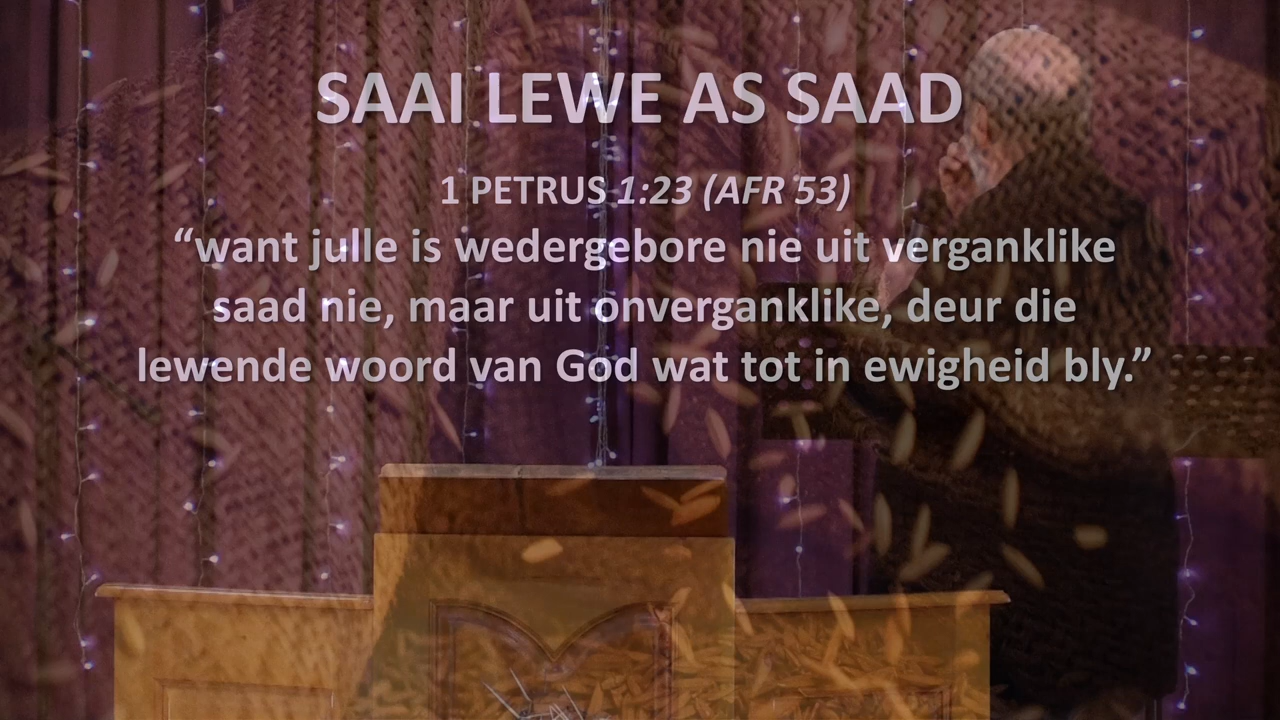 SAAI LEWE AS SAAD
1 PETRUS 1:23 (AFR 53)
“want julle is wedergebore nie uit verganklike
saad nie, maar uit onverganklike, deur die
lewende woord van God wat tot in ewigheid bly.”